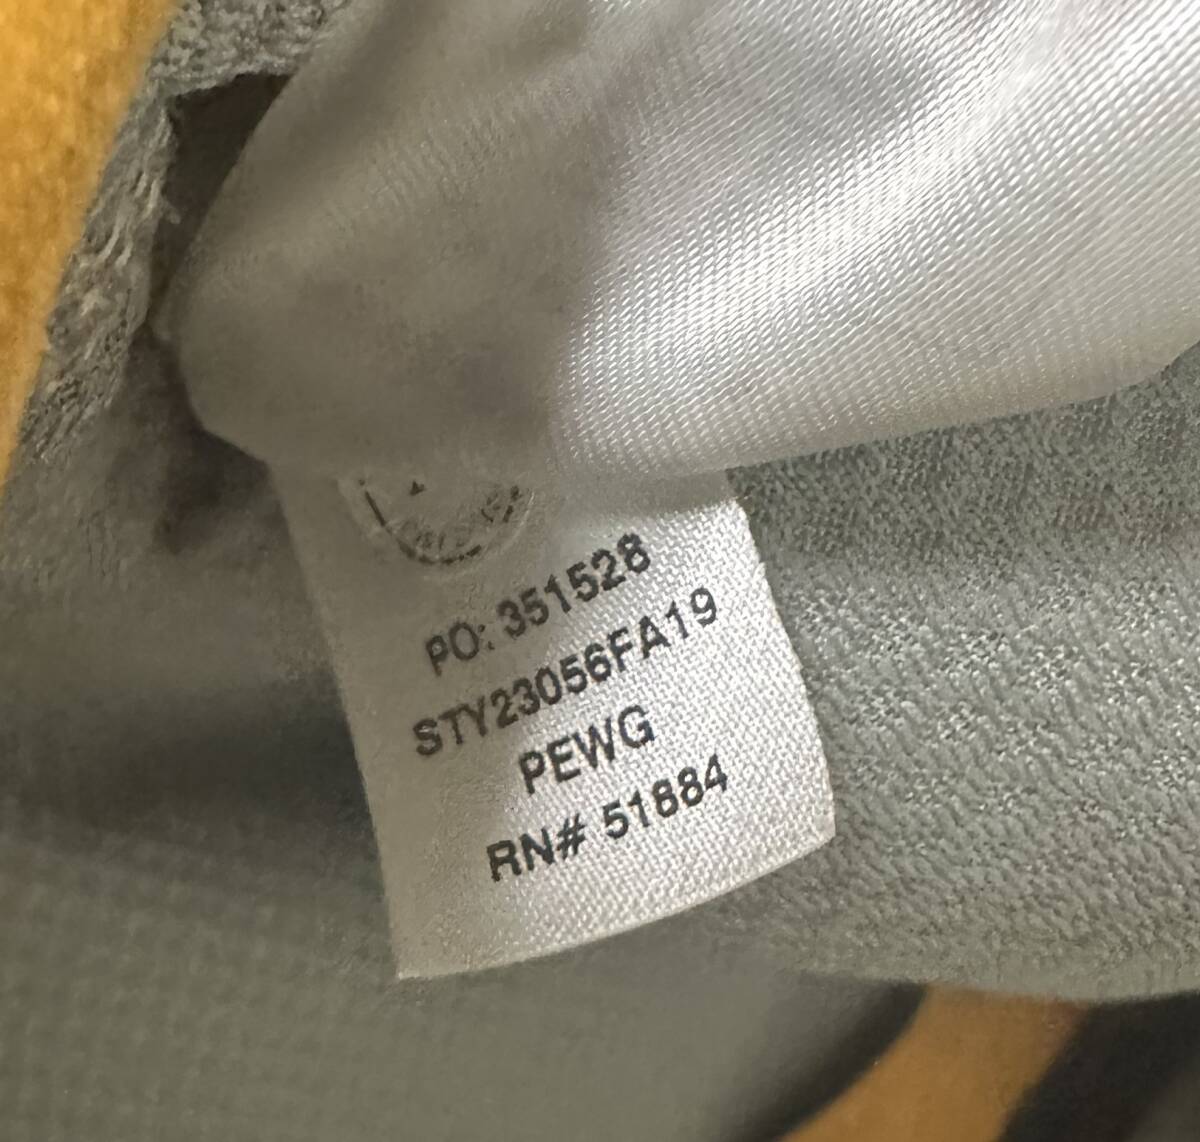 PO: 351528
STY23056FA19
PEWG
RN# 51884